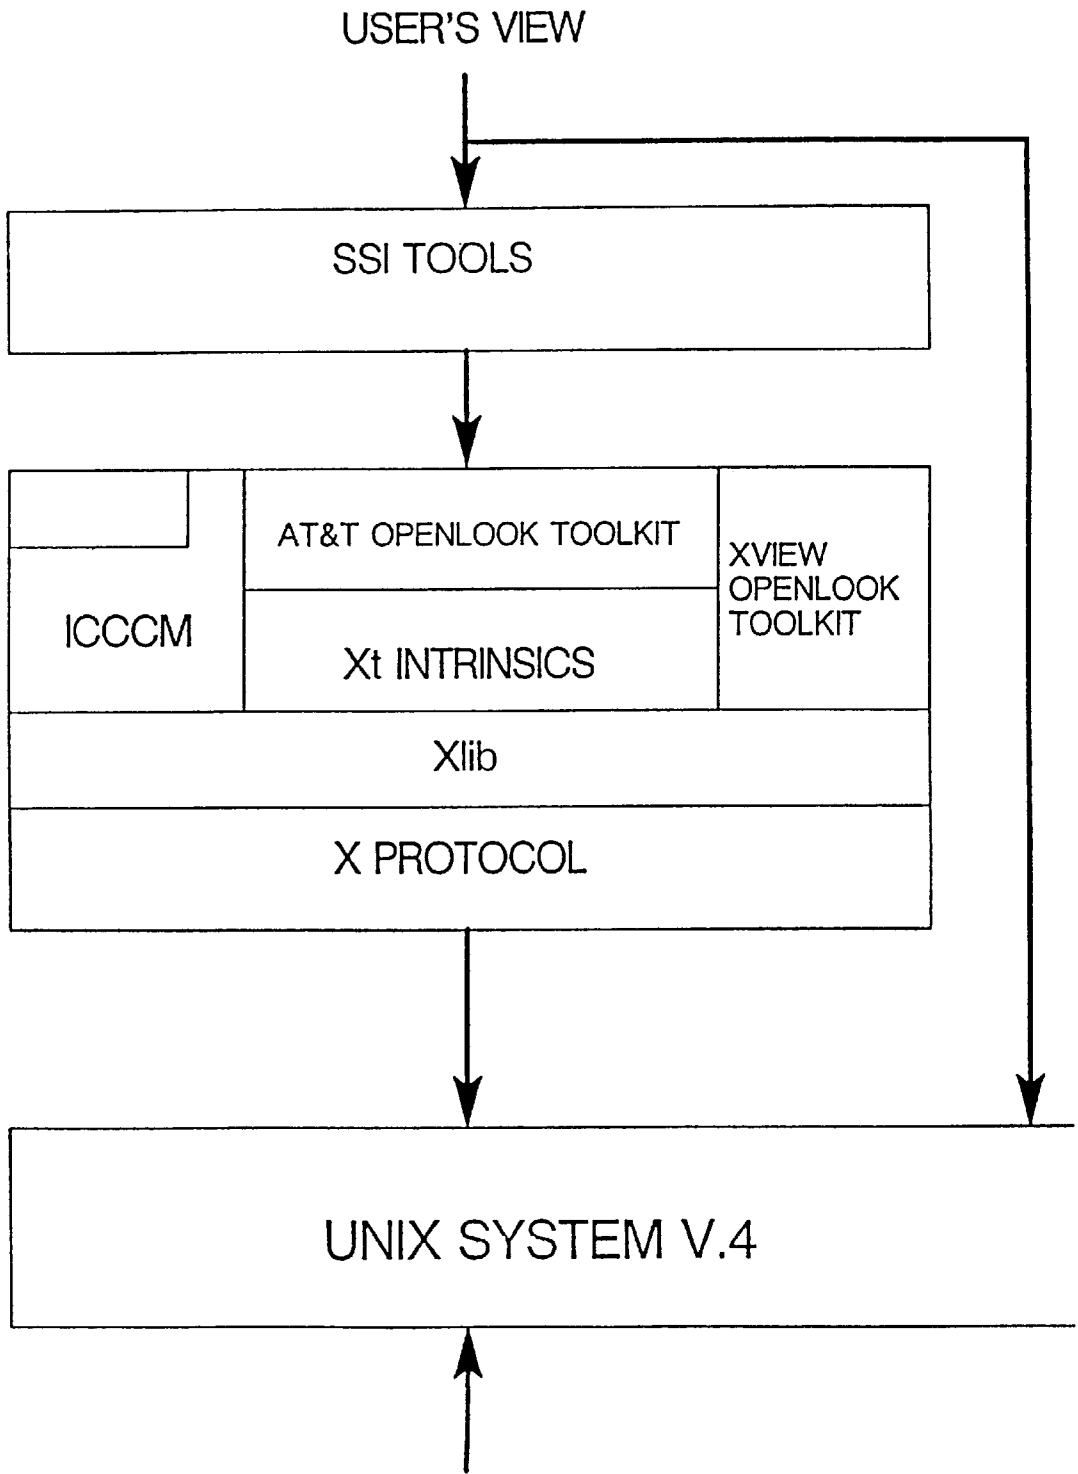 USER'S VIEW
SSI TOOLS
AT&T OPENLOOK TOOLKIT
XVIEW
OPENLOOK
TOOLKIT
ICCCM
Xt INTRINSICS
Xlib
X PROTOCOL
UNIX SYSTEM V.4